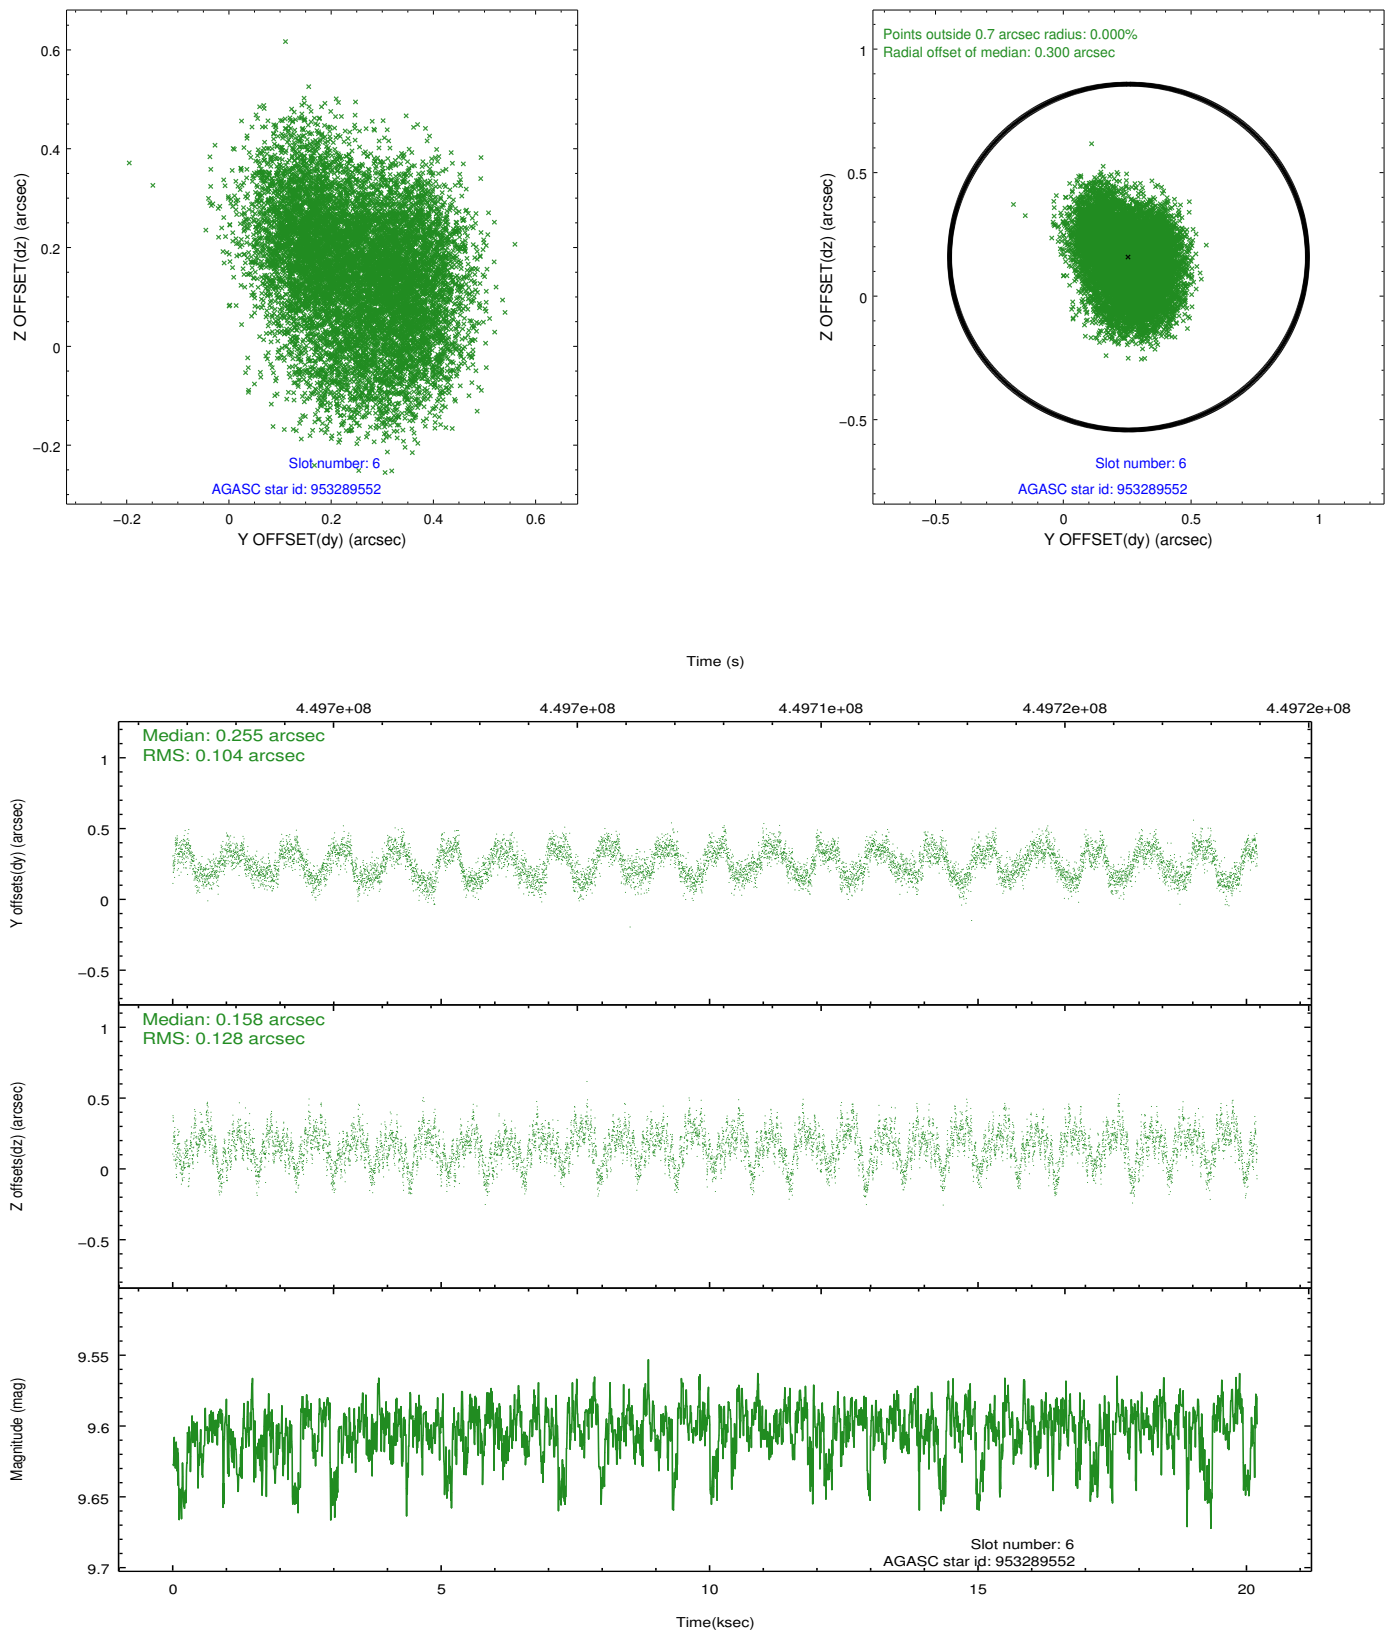 Z OFFSET(dz) (arcsec)
0.6
0.4
0.2
0
−0.2
Slot number: 6
AGASC star id: 953289552
−0.2 0 0.2 0.4 0.6
Y OFFSET(dy) (arcsec)
Points outside 0.7 arcsec radius: 0.000%
Radial offset of median: 0.300 arcsec
Z OFFSET(dz) (arcsec)
1
0.5
0
−0.5
Slot number: 6
AGASC star id: 953289552
−0.5 0 0.5 1
Y OFFSET(dy) (arcsec)
Time (s)
4.497e+08 4.497e+08 4.4971e+08 4.4972e+08 4.4972e+08
Median: 0.255 arcsec
RMS: 0.104 arcsec
Y offsets(dy) (arcsec)
1
0.5
0
−0.5
Median: 0.158 arcsec
RMS: 0.128 arcsec
Z offsets(dz) (arcsec)
1
0.5
0
−0.5
Magnitude (mag)
9.55
9.6
9.65
9.7
Slot number: 6
AGASC star id: 953289552
0 5 10 15 20
Time(ksec)